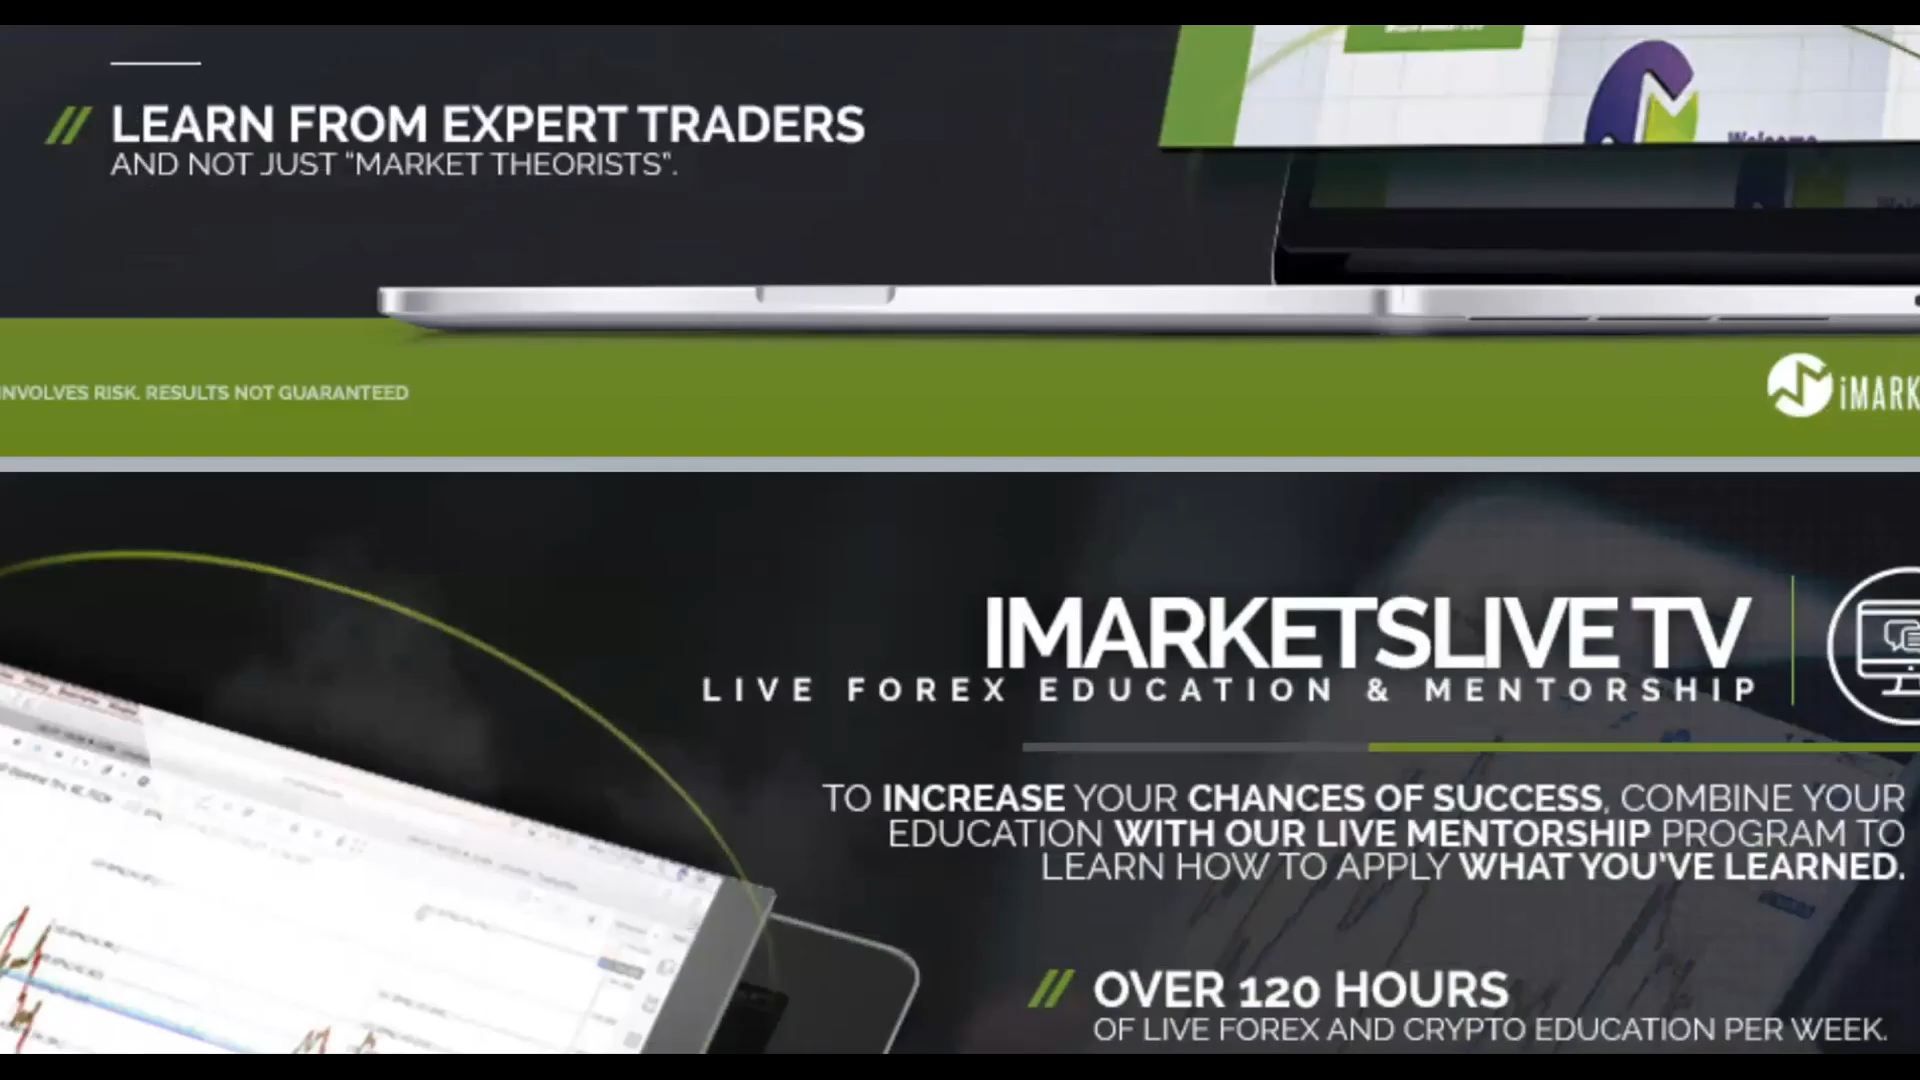 LEARN FROM EXPERT TRADERS
AND NOT JUST "MARKET THEORISTS".
Welcome
INVOLVES RISK. RESULTS NOT GUARANTEED
iMARK
IMARKETSLIVE TV
LIVE FOREX EDUCATION & MENTORSHIP
TO INCREASE YOUR CHANCES OF SUCCESS, COMBINE YOUR
EDUCATION WITH OUR LIVE MENTORSHIP PROGRAM TO
LEARN HOW TO APPLY WHAT YOU'VE LEARNED.
OVER 120 HOURS
OF LIVE FOREX AND CRYPTO EDUCATION PER WEEK.